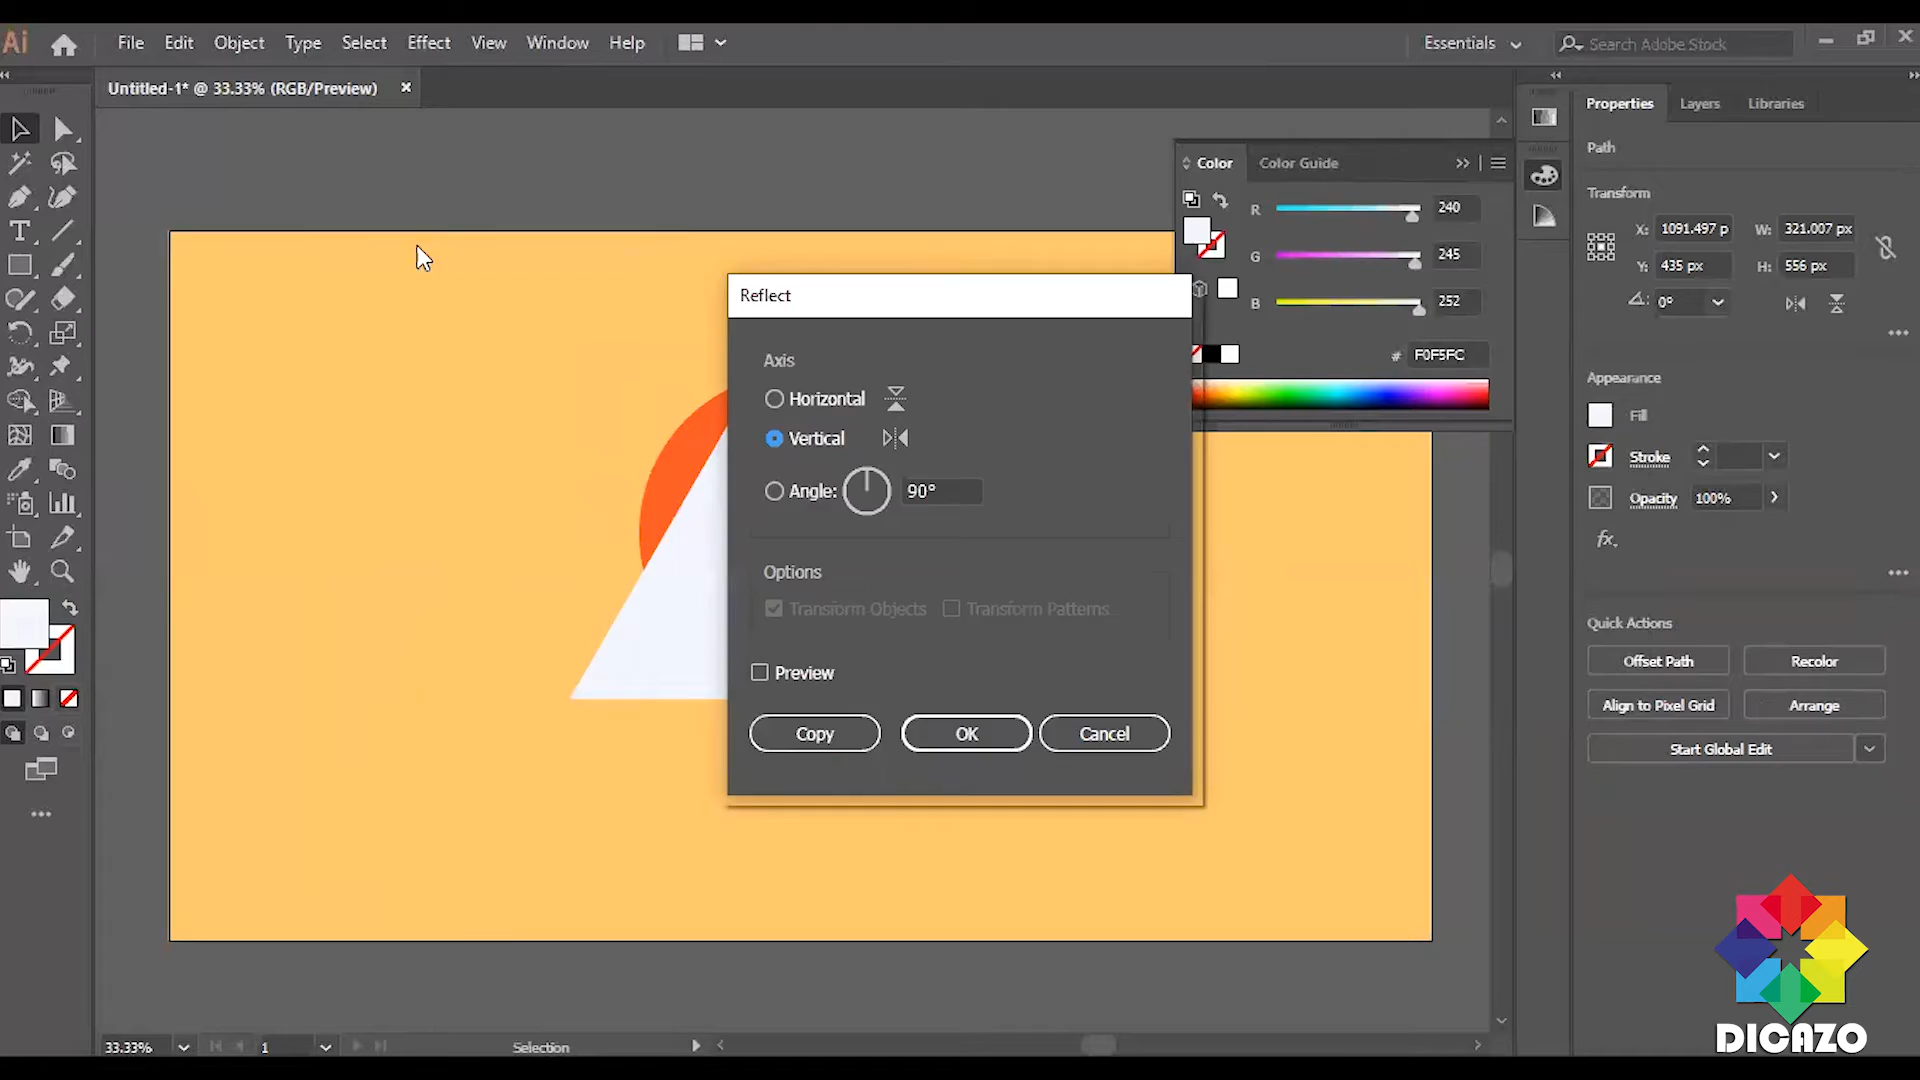 Ai File Edit Object Type Select Effect View Window Help Essentials Search Adobe Stock
Untitled-1* @ 33.33% (RGB/Preview)
Properties Layers Libraries
Path
Color Color Guide
Transform
R 240
X: 1091.497 p W: 321.007 px
G 245
Y: 435 px H: 556 px
B 252
0°
Reflect
# F0F5FC
Axis
Appearance
Horizontal
Fill
Vertical
Stroke
Angle: 90°
Opacity 100%
fx
Options
Transform Objects Transform Patterns
Quick Actions
Offset Path Recolor
Preview
Align to Pixel Grid Arrange
Copy OK Cancel
Start Global Edit
DICAZO
33.33% 1 Selection